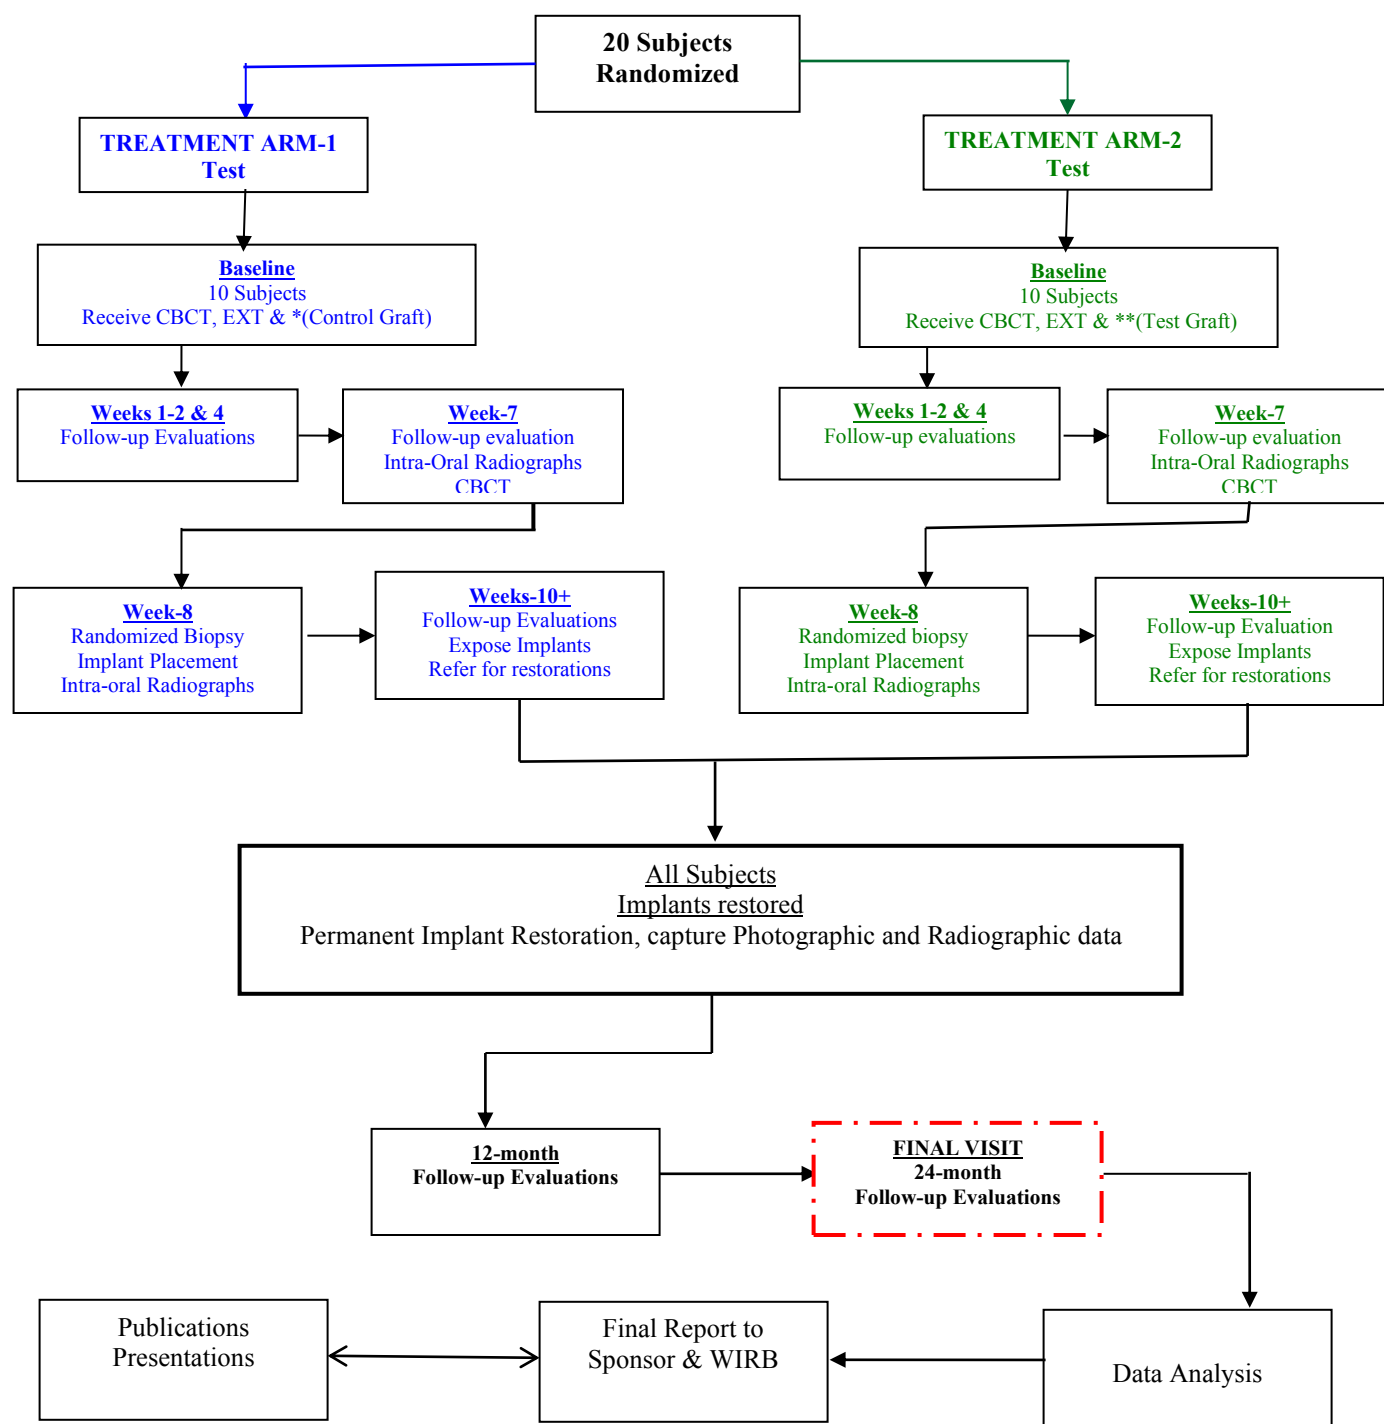 20 Subjects
Randomized
TREATMENT ARM-1
Test
TREATMENT ARM-2
Test
Baseline
10 Subjects
Receive CBCT, EXT & *(Control Graft)
Baseline
10 Subjects
Receive CBCT, EXT & **(Test Graft)
Weeks 1-2 & 4
Follow-up Evaluations
Week-7
Follow-up evaluation
Intra-Oral Radiographs
CBCT
Weeks 1-2 & 4
Follow-up evaluations
Week-7
Follow-up evaluation
Intra-Oral Radiographs
CBCT
Week-8
Randomized Biopsy
Implant Placement
Intra-oral Radiographs
Weeks-10+
Follow-up Evaluations
Expose Implants
Refer for restorations
Week-8
Randomized biopsy
Implant Placement
Intra-oral Radiographs
Weeks-10+
Follow-up Evaluation
Expose Implants
Refer for restorations
All Subjects
Implants restored
Permanent Implant Restoration, capture Photographic and Radiographic data
12-month
Follow-up Evaluations
FINAL VISIT
24-month
Follow-up Evaluations
Publications
Presentations
Final Report to
Sponsor & WIRB
Data Analysis